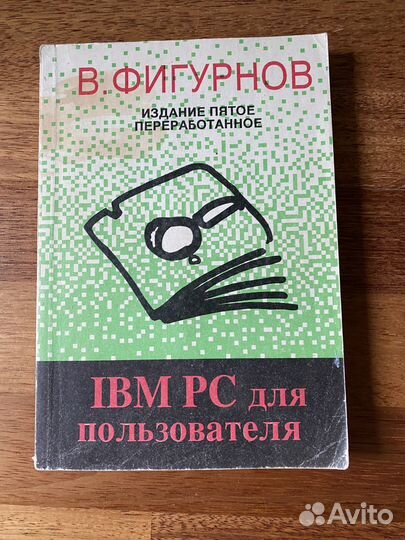 В. ФИГУРНОВ
ИЗДАНИЕ ПЯТОЕ
ПЕРЕРАБОТАННОЕ
IBM PC для
пользователя
Avito